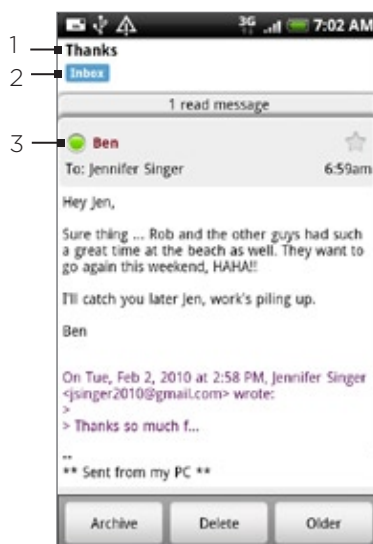 3G 7:02 AM
1 Thanks
2 Inbox
1 read message
3 Ben
To: Jennifer Singer 6:59am
Hey Jen,
Sure thing ... Rob and the other guys had such
a great time at the beach as well. They want to
go again this weekend, HAHA!!
I'll catch you later Jen, work's piling up.
Ben
On Tue, Feb 2, 2010 at 2:58 PM, Jennifer Singer
<jsinger2010@gmail.com> wrote:
>
> Thanks so much f...
--
** Sent from my PC **
Archive Delete Older